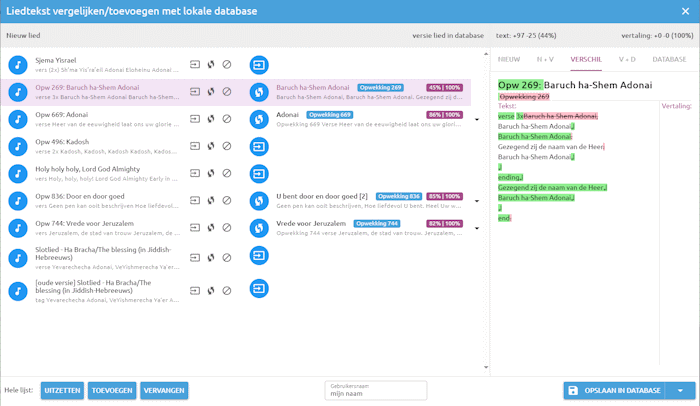 Liedtekst vergelijken/toevoegen met lokale database
Nieuw lied
versie lied in database
text: +97 -25 (44%)
vertaling: +0 -0 (100%)
NIEUW
N + V
VERSCHIL
V + D
DATABASE
Sjema Yisrael
vers (2x) Sh'ma Yis're'eil Adonai Eloheinu Adonai ...
Opw 269: Baruch ha-Shem Adonai
verse 3x Baruch ha-Shem Adonai Baruch ha-Shem...
Baruch ha-Shem Adonai
Opwekking 269
45% | 100%
Baruch ha-Shem Adonai, Baruch ha-Shem Adonai. Gezegend zij d...
Opw 669: Adonai
verse Heer van de eeuwigheid laat ons uw glorie ...
Adonai
Opwekking 669
86% | 100%
Opwekking 669 Verse Heer van de eeuwigheid laat ons uw glorie...
Opw 496: Kadosh
verse 2x Kadosh, Kadosh Kadosh, Kadosh, Kados...
Holy holy holy, Lord God Almighty
vers Holy, holy, holy! Lord God Almighty Early in ...
Opw 836: Door en door goed
vers Geen pen kan ooit beschrijven Hoe liefdevol...
U bent door en door goed [2]
Opwekking 836
85% | 100%
Geen pen kan ooit beschrijven, Hoe liefdevol U bent. Heel Uw w...
Opw 744: Vrede voor Jeruzalem
vers Jeruzalem, de stad van trouw. Jeruzalem, de...
Vrede voor Jeruzalem
Opwekking 744
82% | 100%
Opwekking 744 verse Jeruzalem, de stad van trouw. Jeruzalem, ...
Slotlied - Ha Bracha/The blessing (in Jiddish-
Hebreeuws)
verse Yevarechecha Adonai, VeYishmerecha Ya'er A...
[oude versie] Slotlied - Ha Bracha/The
blessing (in Jiddish-Hebreeuws)
tag Yevarechecha Adonai, VeYishmerecha Ya'er A...
Opw 269: Baruch ha-Shem Adonai
Opwekking 269
Tekst:
Vertaling:
verse 3xBaruch ha-Shem Adonai,
Baruch ha-Shem Adonai,
Baruch ha-Shem Adonai.
Gezegend zij de naam van de Heer.
Baruch ha-Shem Adonai,
,
ending,
Gezegend zij de naam van de Heer,
Baruch ha-Shem Adonai,
,
end.
Hele lijst:
UITZETTEN
TOEVOEGEN
VERVANGEN
Gebruikersnaam
mijn naam
OPSLAAN IN DATABASE